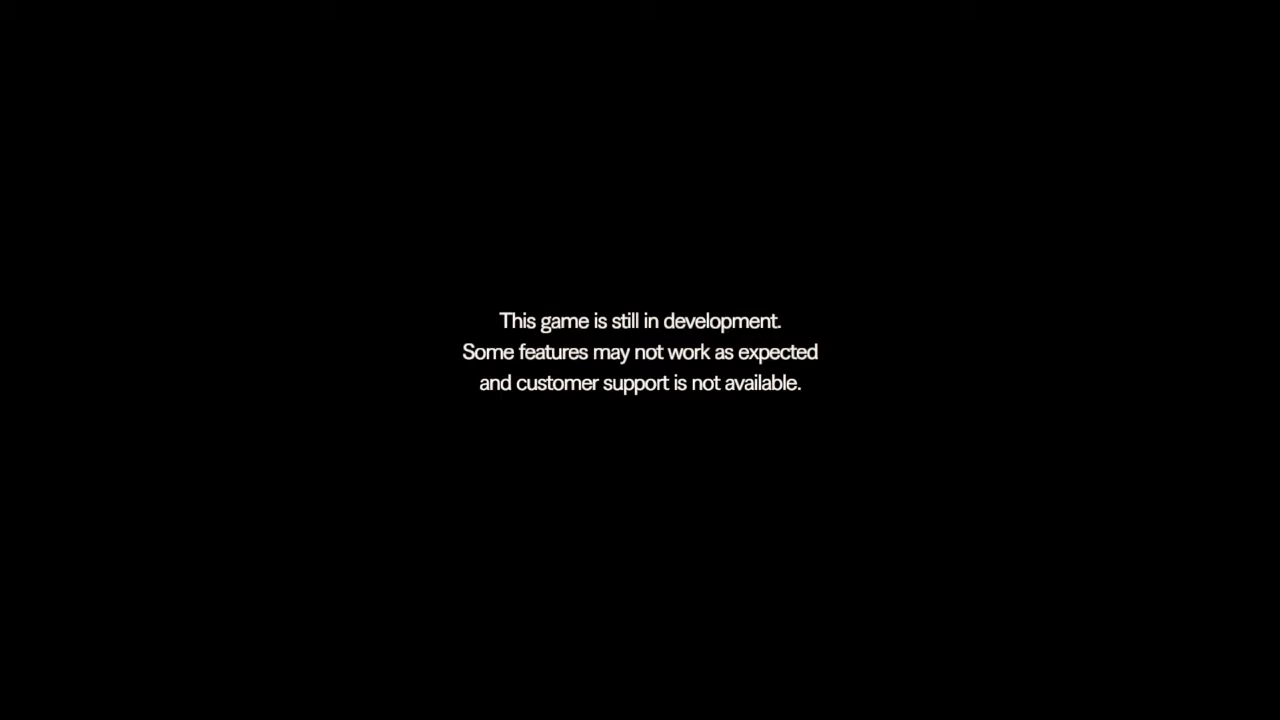 This game is still in development.
Some features may not work as expected
and customer support is not available.